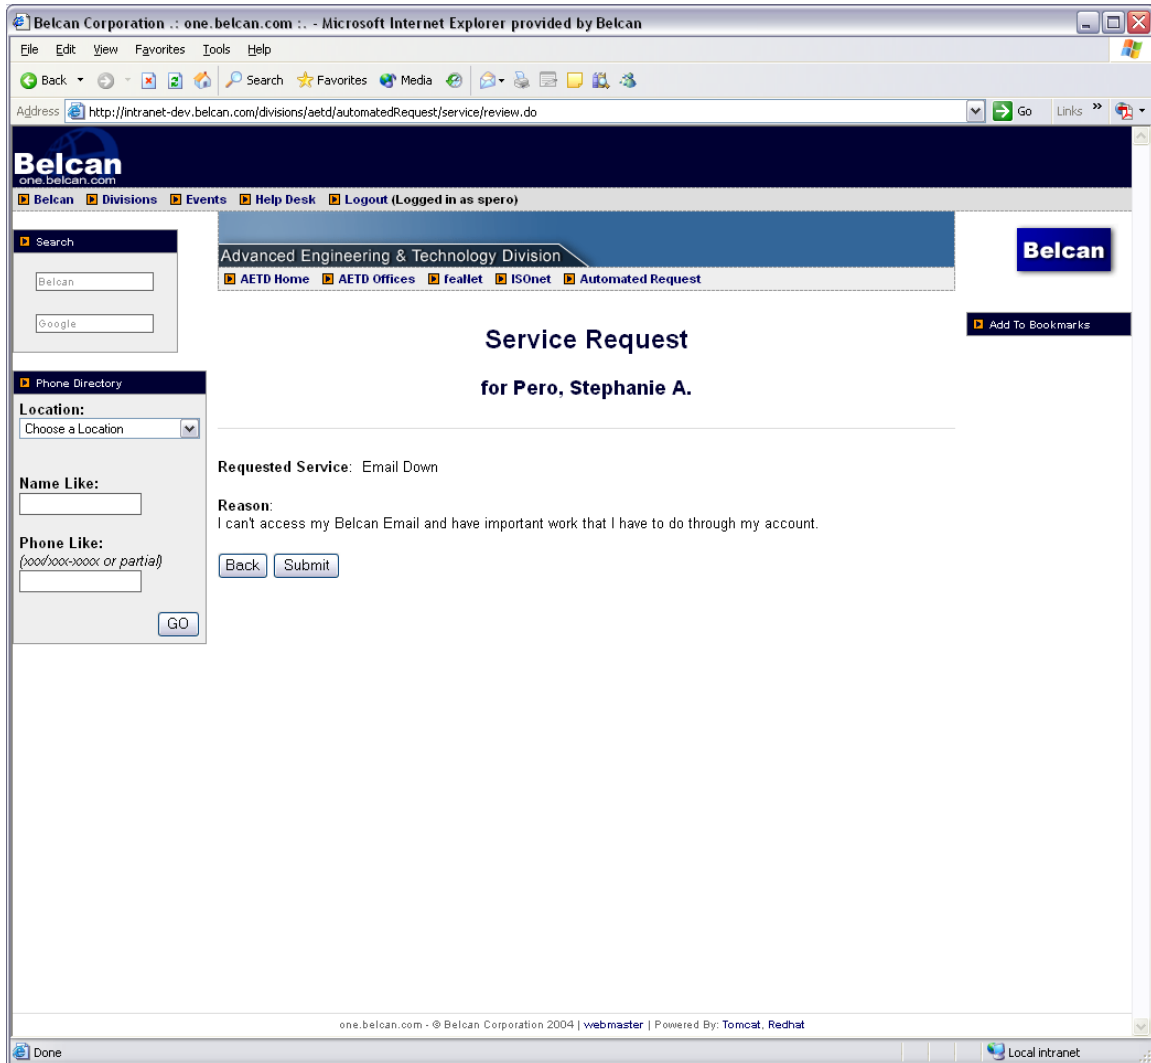 Belcan Corporation .: one.belcan.com :. - Microsoft Internet Explorer provided by Belcan
File Edit View Favorites Tools Help
Back Search Favorites Media
Address http://intranet-dev.belcan.com/divisions/aetd/automatedRequest/service/review.do Go Links »
Belcan
one.belcan.com
Belcan Divisions Events Help Desk Logout (Logged in as spero)
Search
Belcan
Google
Phone Directory
Location:
Choose a Location
Name Like:
Phone Like:
(xxx/xxx-xxxx or partial)
GO
Advanced Engineering & Technology Division
AETD Home AETD Offices feaNet ISOnet Automated Request
Service Request
for Pero, Stephanie A.
Requested Service: Email Down
Reason:
I can't access my Belcan Email and have important work that I have to do through my account.
Back Submit
Belcan
Add To Bookmarks
one.belcan.com - © Belcan Corporation 2004 | webmaster | Powered By: Tomcat, Redhat
Done Local intranet